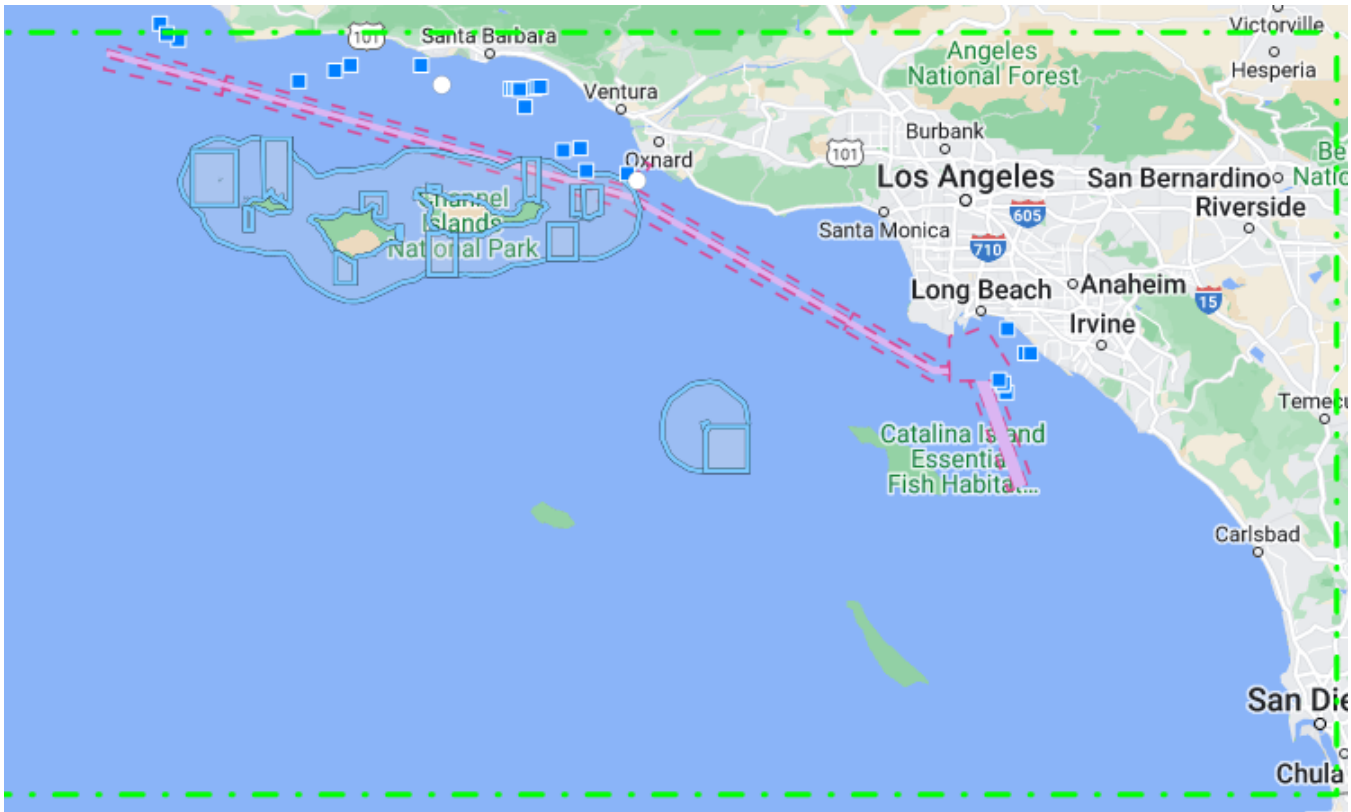 Victorville
101
Santa Barbara
Angeles
National Forest
Hesperia
Ventura
Burbank
Oxnard
101
Los Angeles
San Bernardino
Riverside
605
Channel
Islands
National Park
Santa Monica
710
Long Beach
Anaheim
15
Irvine
Temecu
Catalina Island
Essential
Fish Habitat...
Carlsbad
San Die
Chula